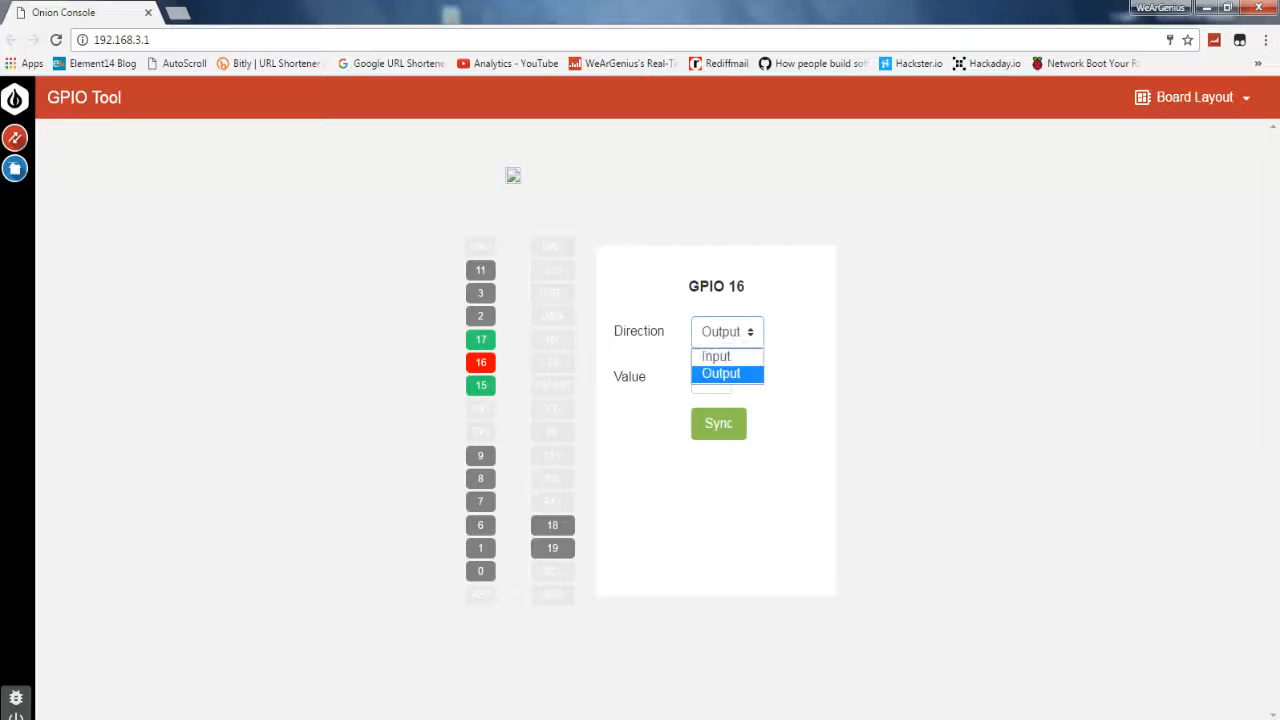 Onion Console
WeArGenius
192.168.3.1
Apps Element14 Blog AutoScroll Bitly | URL Shortener Google URL Shortene Analytics - YouTube WeArGenius's Real-Ti Rediffmail How people build sof Hackster.io Hackaday.io Network Boot Your R
GPIO Tool
Board Layout
11
3
2
17
16
15
9
8
7
6
1
0
RST
18
19
GPIO 16
Direction Output
Input
Output
Value
Sync